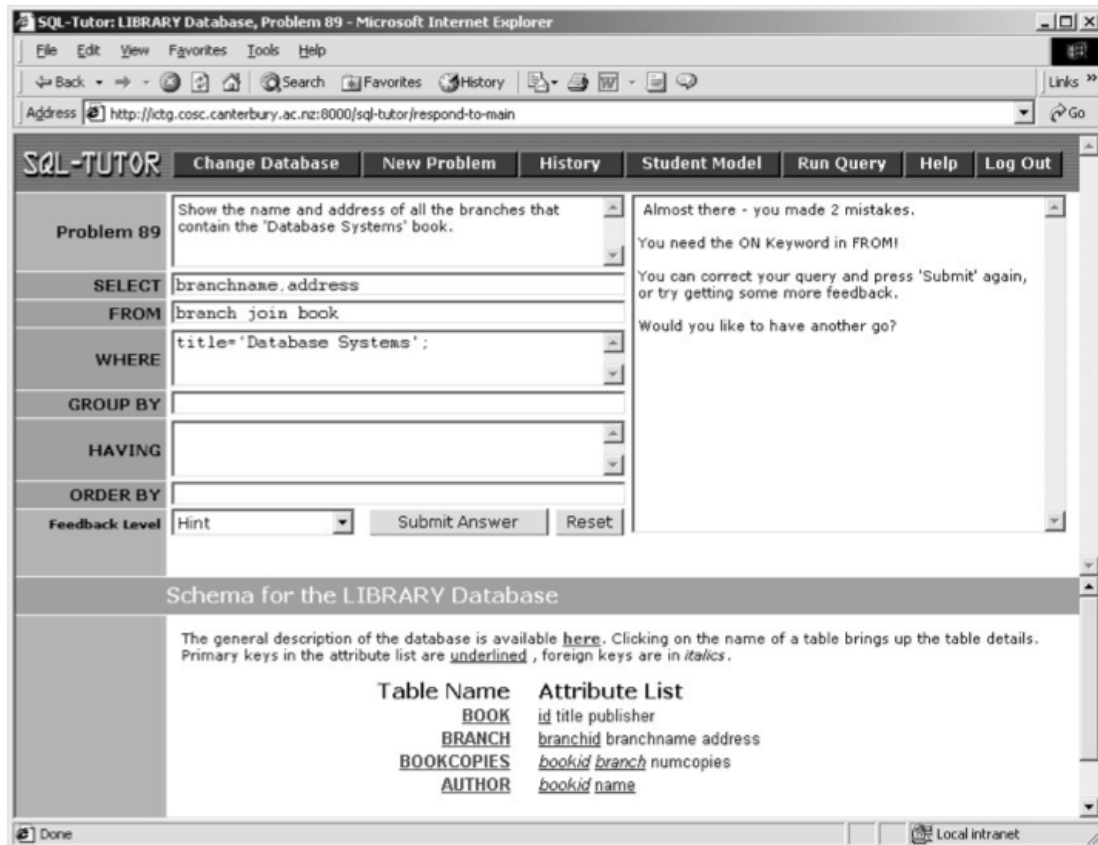 SQL-Tutor: LIBRARY Database, Problem 89 - Microsoft Internet Explorer
File Edit View Favorites Tools Help
Back Search Favorites History Links »
Address http://ictg.cosc.canterbury.ac.nz:8000/sql-tutor/respond-to-main Go
SQL-TUTOR Change Database New Problem History Student Model Run Query Help Log Out
Problem 89
Show the name and address of all the branches that
contain the 'Database Systems' book.
SELECT branchname,address
FROM branch join book
WHERE title='Database Systems';
GROUP BY
HAVING
ORDER BY
Feedback Level Hint Submit Answer Reset
Almost there - you made 2 mistakes.
You need the ON Keyword in FROM!
You can correct your query and press 'Submit' again,
or try getting some more feedback.
Would you like to have another go?
Schema for the LIBRARY Database
The general description of the database is available here. Clicking on the name of a table brings up the table details.
Primary keys in the attribute list are underlined , foreign keys are in italics.
Table Name Attribute List
BOOK id title publisher
BRANCH branchid branchname address
BOOKCOPIES bookid branch numcopies
AUTHOR bookid name
Done Local intranet